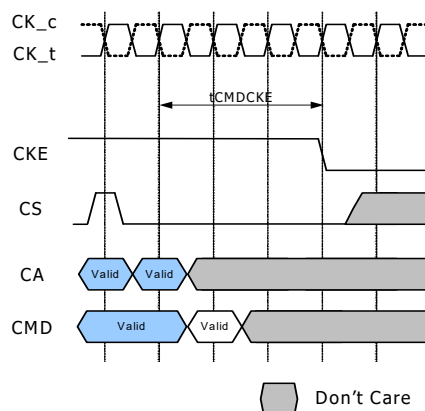 CK_c
CK_t
tCMDCKE
CKE
CS
CA Valid Valid
CMD Valid Valid
Don't Care